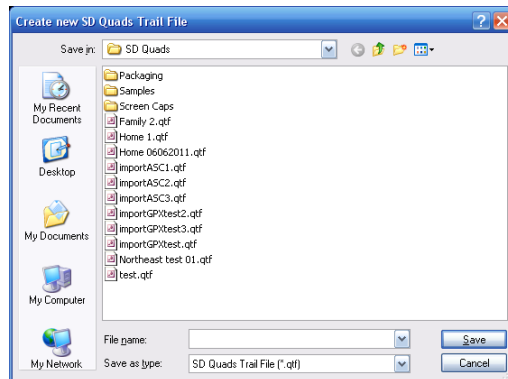 Create new SD Quads Trail File
Save in:
SD Quads
My Recent
Documents
Desktop
My Documents
My Computer
My Network
Packaging
Samples
Screen Caps
Family 2.qtf
Home 1.qtf
Home 06062011.qtf
importASC1.qtf
importASC2.qtf
importASC3.qtf
importGPXtest2.qtf
importGPXtest3.qtf
importGPXtest.qtf
Northeast test 01.qtf
test.qtf
File name:
Save
Save as type:
SD Quads Trail File (*.qtf)
Cancel